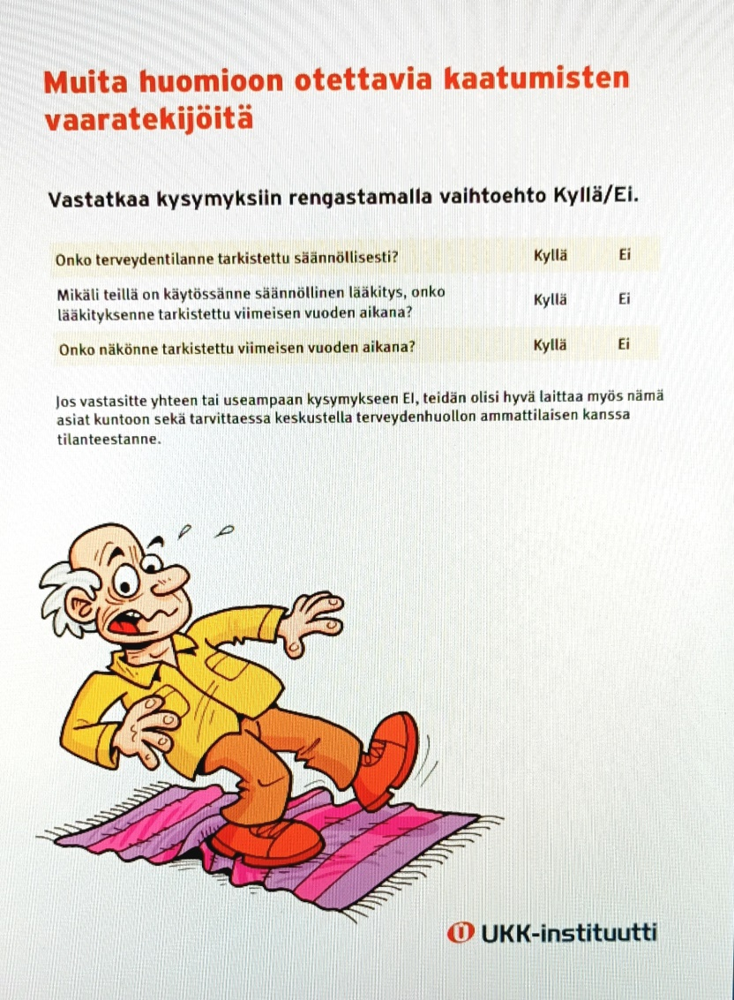 Muita huomioon otettavia kaatumisten
vaaratekijöitä
Vastatkaa kysymyksiin rengastamalla vaihtoehto Kyllä/Ei.
Onko terveydentilanne tarkistettu säännöllisesti? Kyllä Ei
Mikäli teillä on käytössänne säännöllinen lääkitys, onko
lääkityksenne tarkistettu viimeisen vuoden aikana? Kyllä Ei
Onko näkönne tarkistettu viimeisen vuoden aikana? Kyllä Ei
Jos vastasitte yhteen tai useampaan kysymykseen EI, teidän olisi hyvä laittaa myös nämä
asiat kuntoon sekä tarvittaessa keskustella terveydenhuollon ammattilaisen kanssa
tilanteestanne.
UKK-instituutti